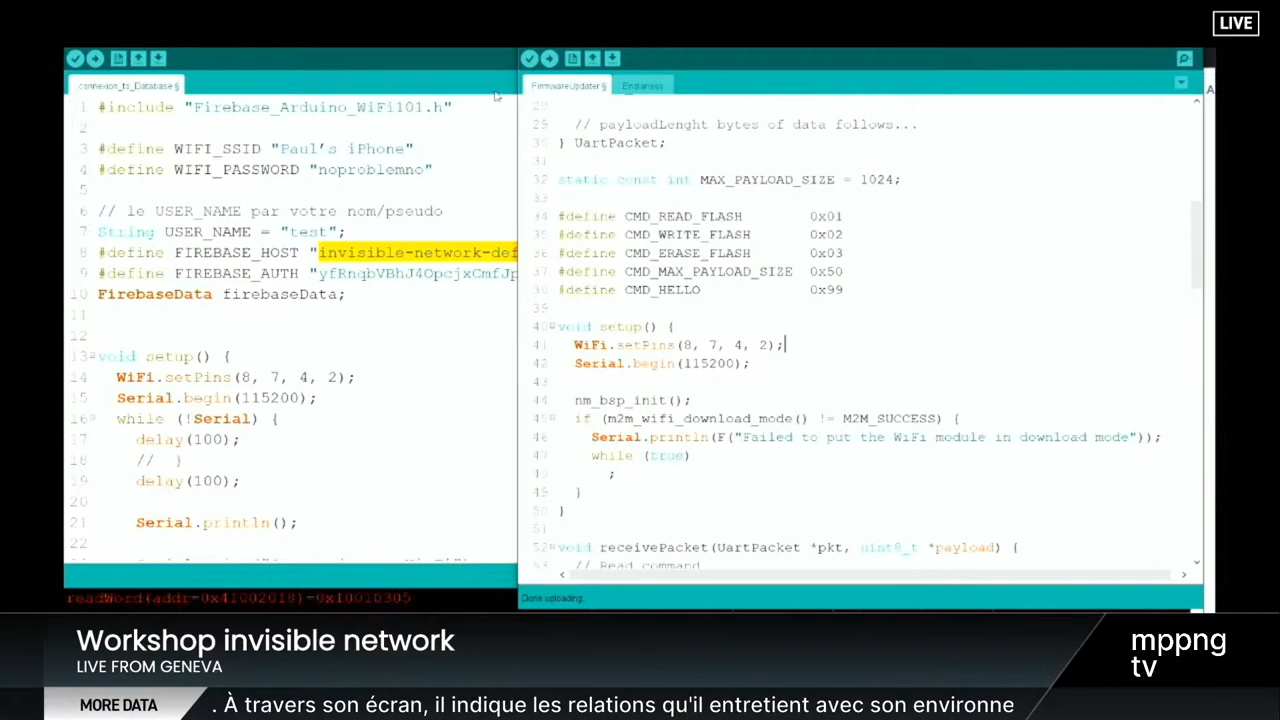 LIVE
connexion_to_Database §
1 #include "Firebase_Arduino_WiFi101.h"
2
3 #define WIFI_SSID "Paul's iPhone"
4 #define WIFI_PASSWORD "noproblemno"
5
6 // le USER_NAME par votre nom/pseudo
7 String USER_NAME = "test";
8 #define FIREBASE_HOST "invisible-network-def
9 #define FIREBASE_AUTH "yfRnqbVBhJ4OpcjxCmfJp
10 FirebaseData firebaseData;
11
12
13 void setup() {
14 WiFi.setPins(8, 7, 4, 2);
15 Serial.begin(115200);
16 while (!Serial) {
17 delay(100);
18 // }
19 delay(100);
20
21 Serial.println();
22
readWord(addr=0x41002018)=0x10010305
FirmwareUpdater § Endianess
28
29 // payloadLenght bytes of data follows...
30 } UartPacket;
31
32 static const int MAX_PAYLOAD_SIZE = 1024;
33
34 #define CMD_READ_FLASH 0x01
35 #define CMD_WRITE_FLASH 0x02
36 #define CMD_ERASE_FLASH 0x03
37 #define CMD_MAX_PAYLOAD_SIZE 0x50
38 #define CMD_HELLO 0x99
39
40 void setup() {
41 WiFi.setPins(8, 7, 4, 2);
42 Serial.begin(115200);
43
44 nm_bsp_init();
45 if (m2m_wifi_download_mode() != M2M_SUCCESS) {
46 Serial.println(F("Failed to put the WiFi module in download mode"));
47 while (true)
48 ;
49 }
50 }
51
52 void receivePacket(UartPacket *pkt, uint8_t *payload) {
53 // Read command
Done uploading.
A
Workshop invisible network
LIVE FROM GENEVA
mppng
tv
MORE DATA
. À travers son écran, il indique les relations qu'il entretient avec son environne